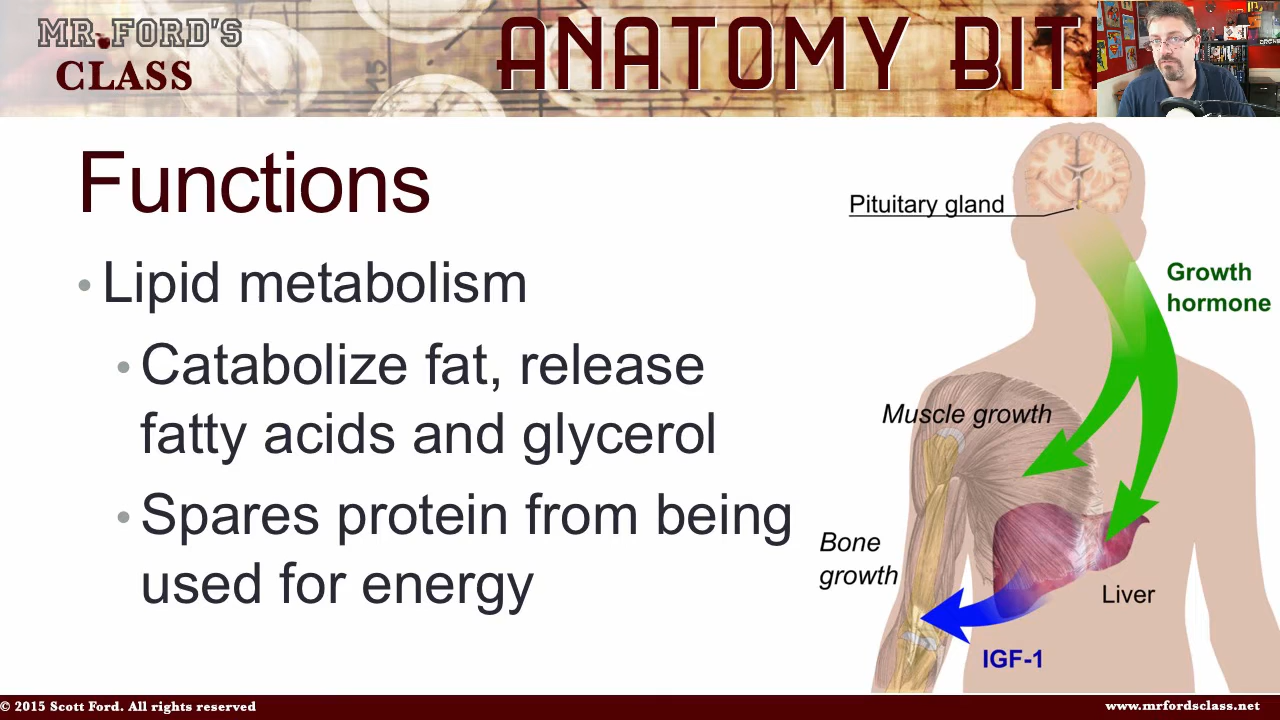 MR. FORD'S
CLASS
ANATOMY BIT
Functions
• Lipid metabolism
• Catabolize fat, release
fatty acids and glycerol
• Spares protein from being
used for energy
Pituitary gland
Growth
hormone
Muscle growth
Bone
growth
Liver
IGF-1
© 2015 Scott Ford. All rights reserved
www.mrfordsclass.net